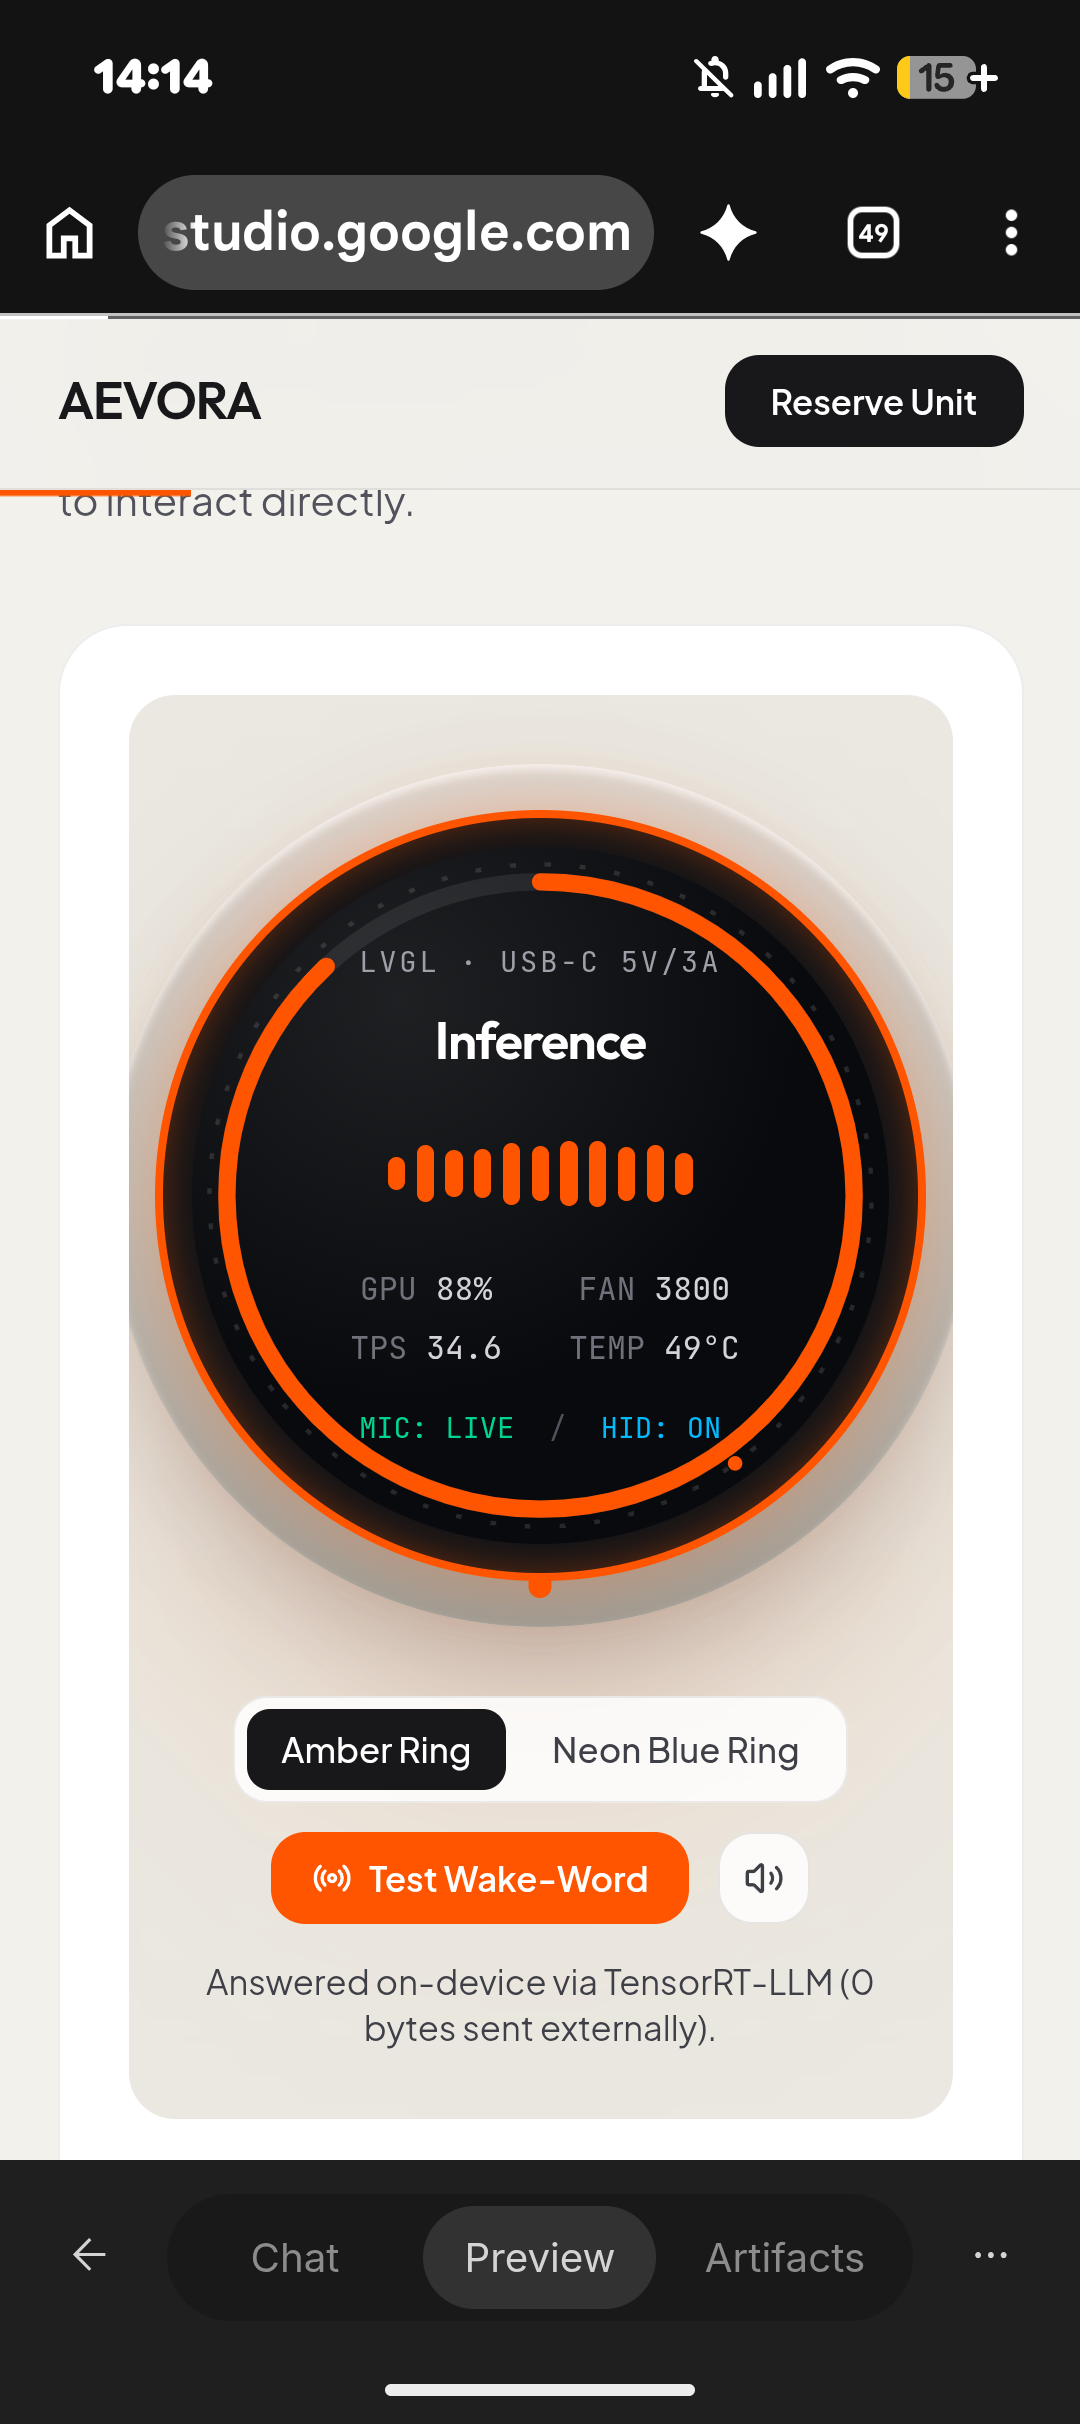 14:14
15
studio.google.com
49
AEVORA
Reserve Unit
to interact directly.
LVGL · USB-C 5V/3A
Inference
GPU 88% FAN 3800
TPS 34.6 TEMP 49°C
MIC: LIVE / HID: ON
Amber Ring
Neon Blue Ring
Test Wake-Word
Answered on-device via TensorRT-LLM (0
bytes sent externally).
Chat
Preview
Artifacts